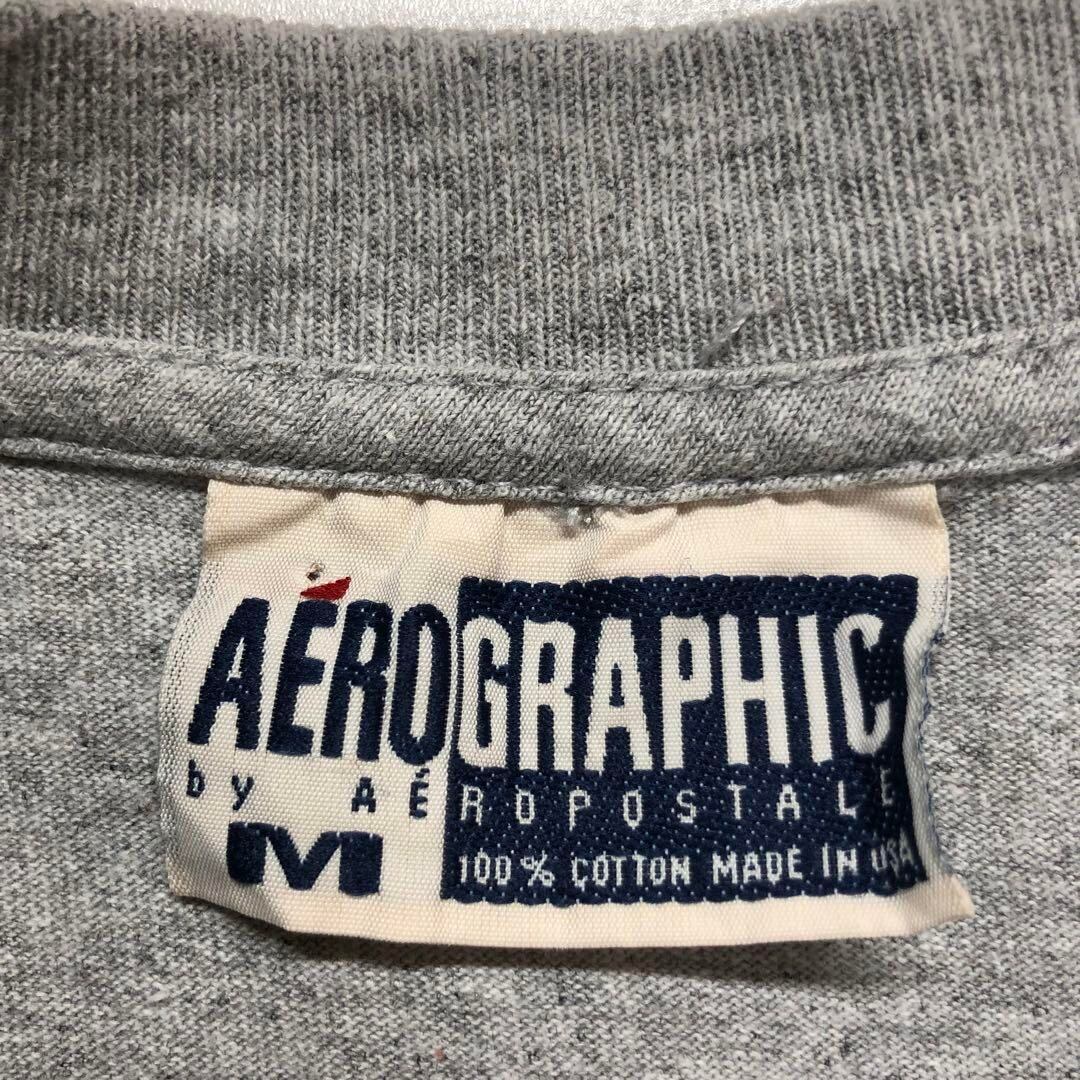 AÉROGRAPHIC
by AÉROPOSTALE
M
100% COTTON MADE IN USA